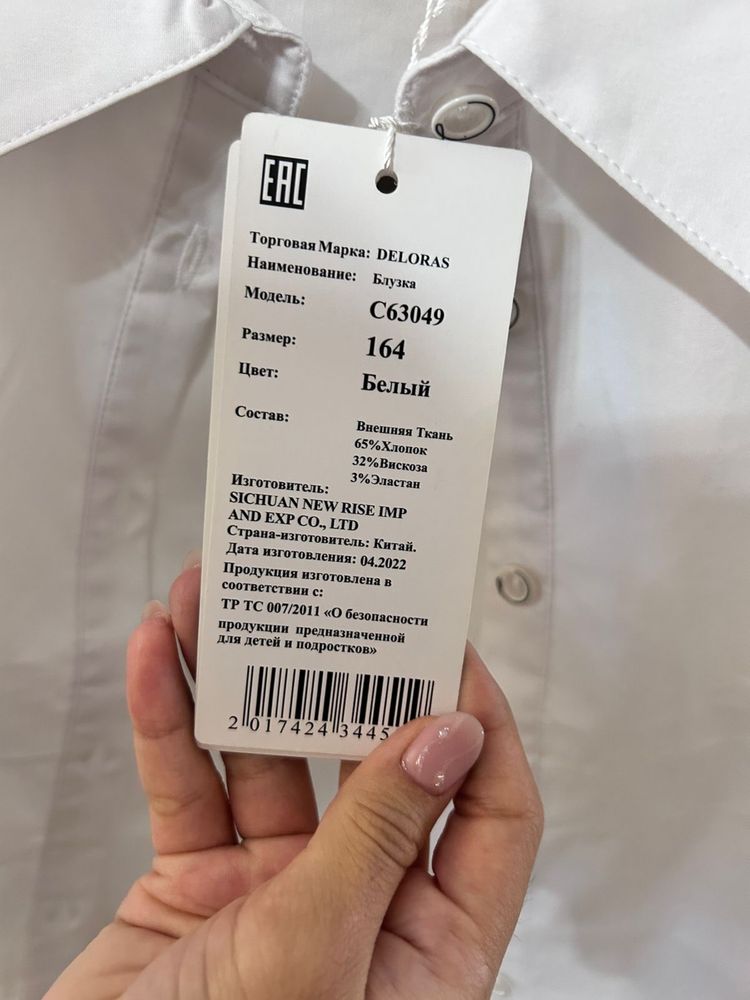 EAC
Торговая Марка: DELORAS
Наименование: Блузка
Модель: C63049
Размер: 164
Цвет: Белый
Состав: Внешняя Ткань
65%Хлопок
32%Вискоза
3%Эластан
Изготовитель:
SICHUAN NEW RISE IMP
AND EXP CO., LTD
Страна-изготовитель: Китай.
Дата изготовления: 04.2022
Продукция изготовлена в
соответствии с:
ТР ТС 007/2011 «О безопасности
продукции предназначенной
для детей и подростков»
2 017424 3445